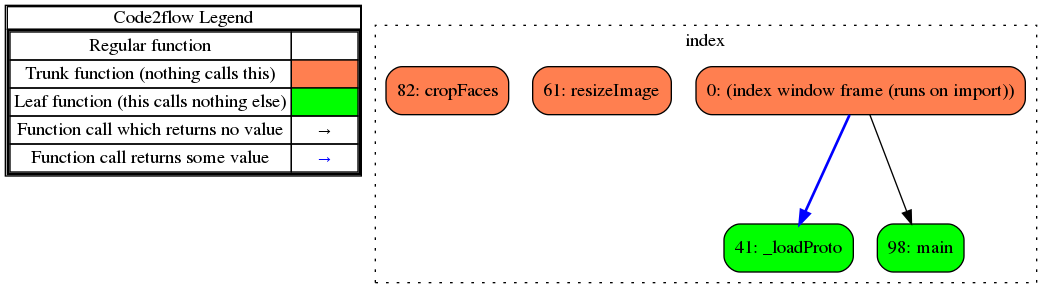 Code2flow Legend
Regular function
Trunk function (nothing calls this)
Leaf function (this calls nothing else)
Function call which returns no value →
Function call returns some value →
index
82: cropFaces
61: resizeImage
0: (index window frame (runs on import))
41: _loadProto
98: main